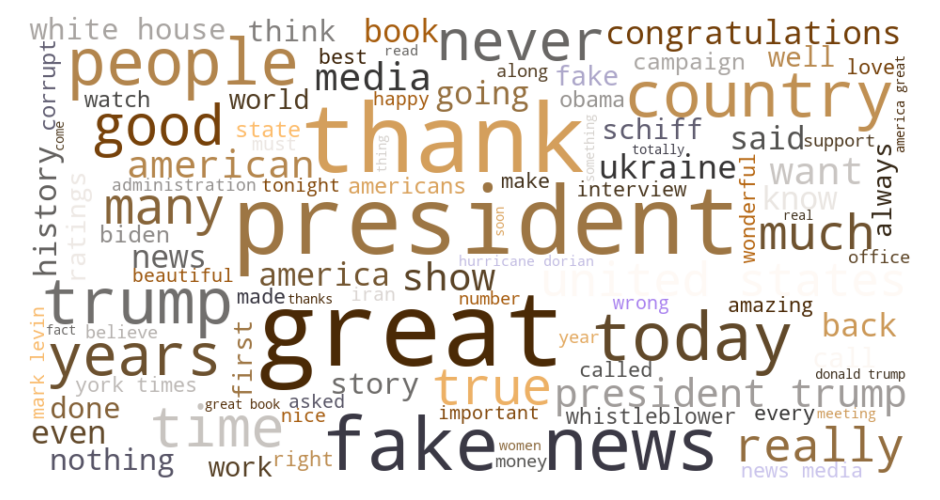 white house think book never congratulations
people best read media along fake campaign well love
corrupt watch world happy going obama country america great
come good state thank schiff said support
history must thing something totally ukraine want always
american administration tonight americans make interview know wonderful real
ratings many president much office
biden news soon
beautiful america show hurricane dorian united states
trump made thanks iran number wrong amazing
mark levin fact believe years first great year today back
call
york times story called donald trump
done great book asked true president trump
even time nice important whistleblower every meeting
nothing work right fake news women money really
news media